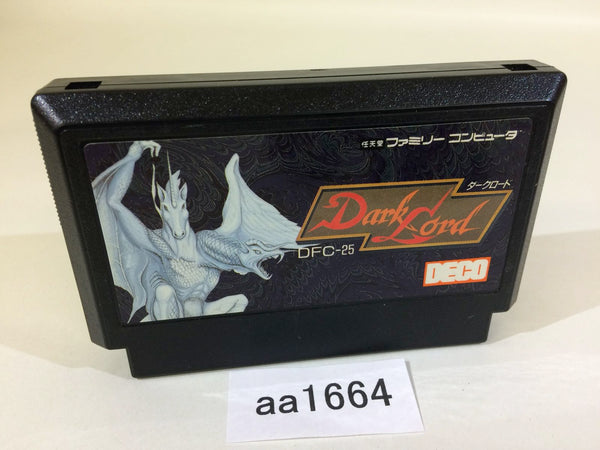 任天堂 ファミリー コンピュータ
ダークロード
Dark Lord
DFC-25
DECO
aa1664